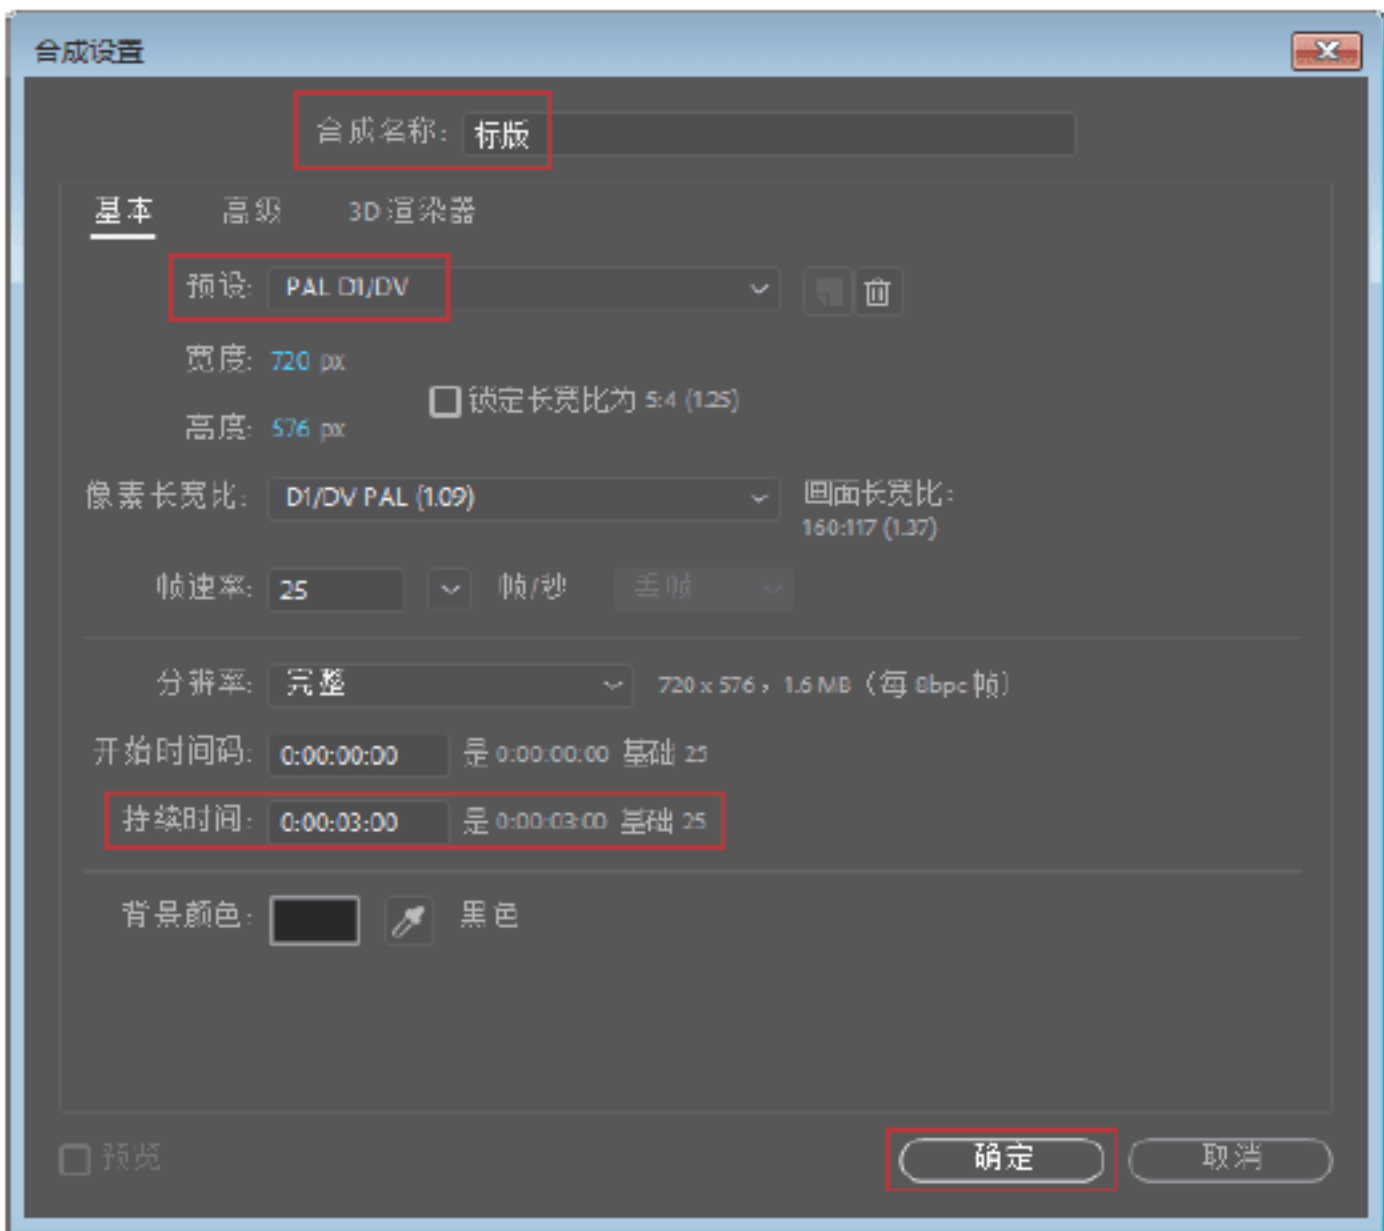 合成设置
合成名称: 标版
基本 高级 3D 渲染器
预设: PAL D1/DV
宽度: 720 px
锁定长宽比为 5:4 (1.25)
高度: 576 px
像素长宽比: D1/DV PAL (1.09) 画面长宽比:
160:117 (1.37)
帧速率: 25 帧/秒 丢帧
分辨率: 完整 720 x 576，1.6 MB（每 8bpc 帧）
开始时间码: 0:00:00:00 是 0:00:00:00 基础 25
持续时间: 0:00:03:00 是 0:00:03:00 基础 25
背景颜色: 黑色
预览 确定 取消